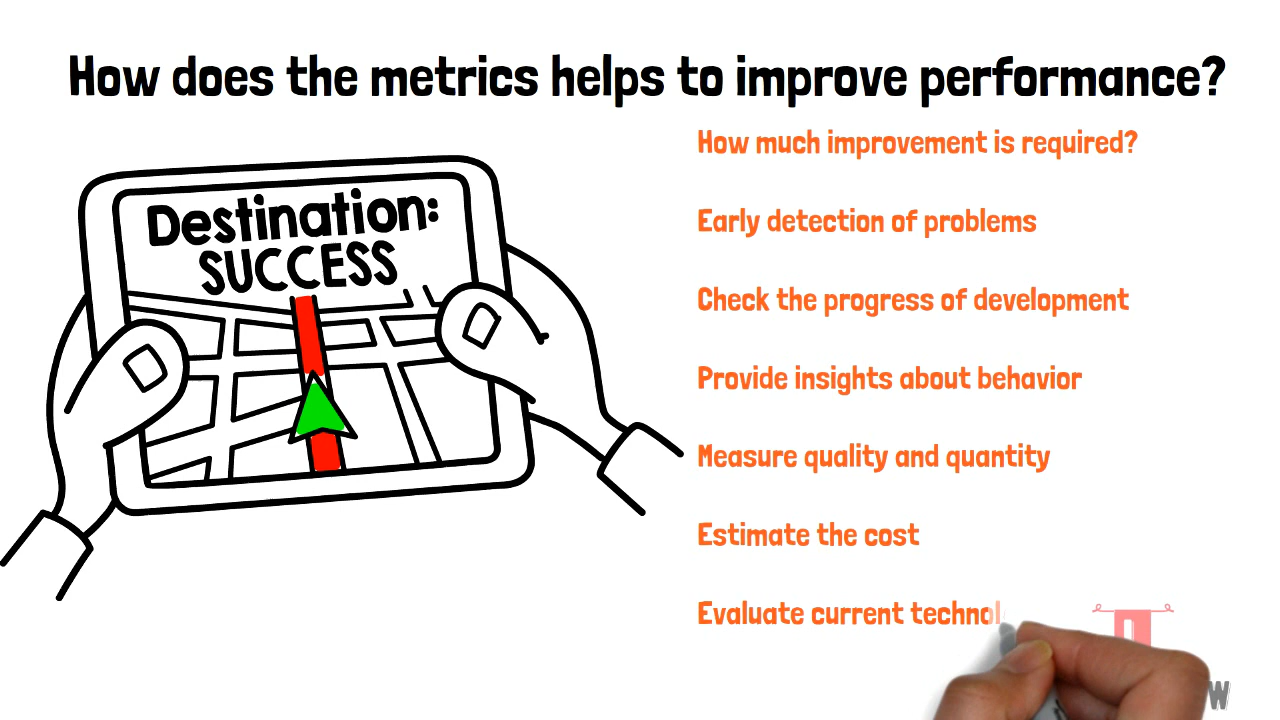 How does the metrics helps to improve performance?
How much improvement is required?
Destination:
SUCCESS
Early detection of problems
Check the progress of development
Provide insights about behavior
Measure quality and quantity
Estimate the cost
Evaluate current